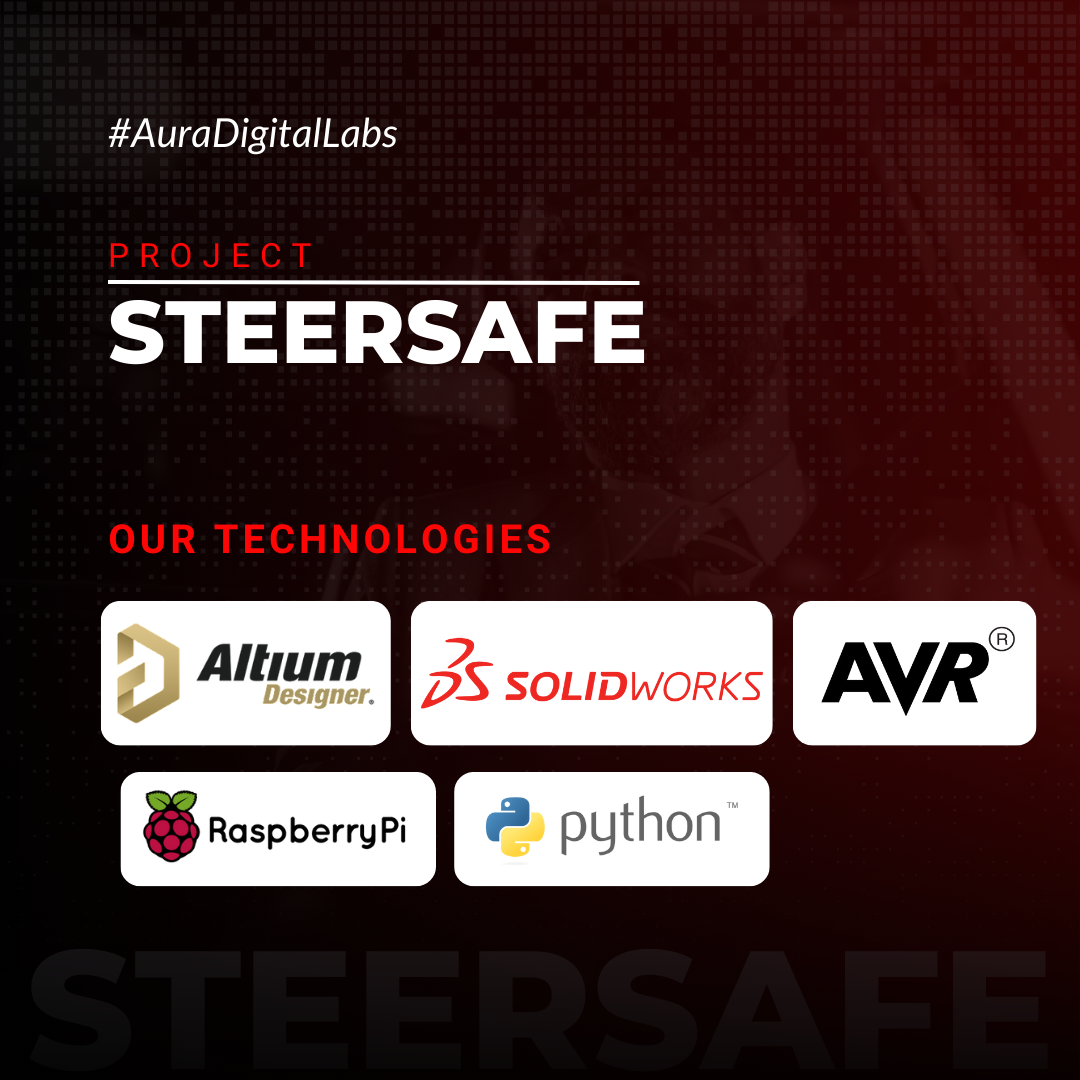 #AuraDigitalLabs
PROJECT
STEERSAFE
OUR TECHNOLOGIES
Altium
Designer®
SOLIDWORKS
AVR®
RaspberryPi
python™
STEERSAFE